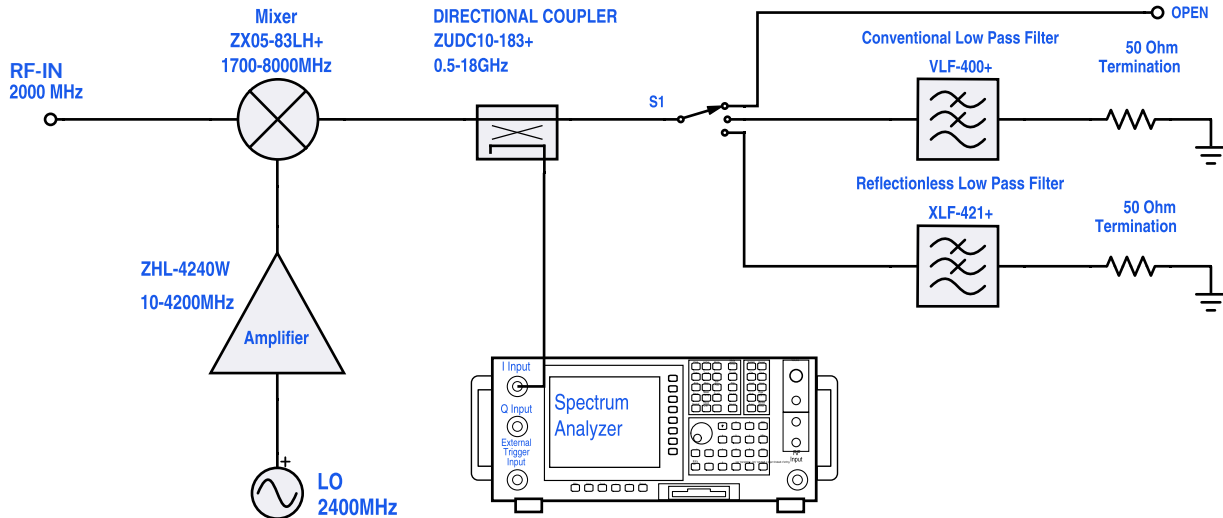 Mixer
ZX05-83LH+
1700-8000MHz
DIRECTIONAL COUPLER
ZUDC10-183+
0.5-18GHz
OPEN
Conventional Low Pass Filter
VLF-400+
50 Ohm
Termination
RF-IN
2000 MHz
S1
Reflectionless Low Pass Filter
XLF-421+
50 Ohm
Termination
ZHL-4240W
10-4200MHz
Amplifier
I Input
Q Input
External
Trigger
Input
Spectrum
Analyzer
RF
Input
+
LO
2400MHz